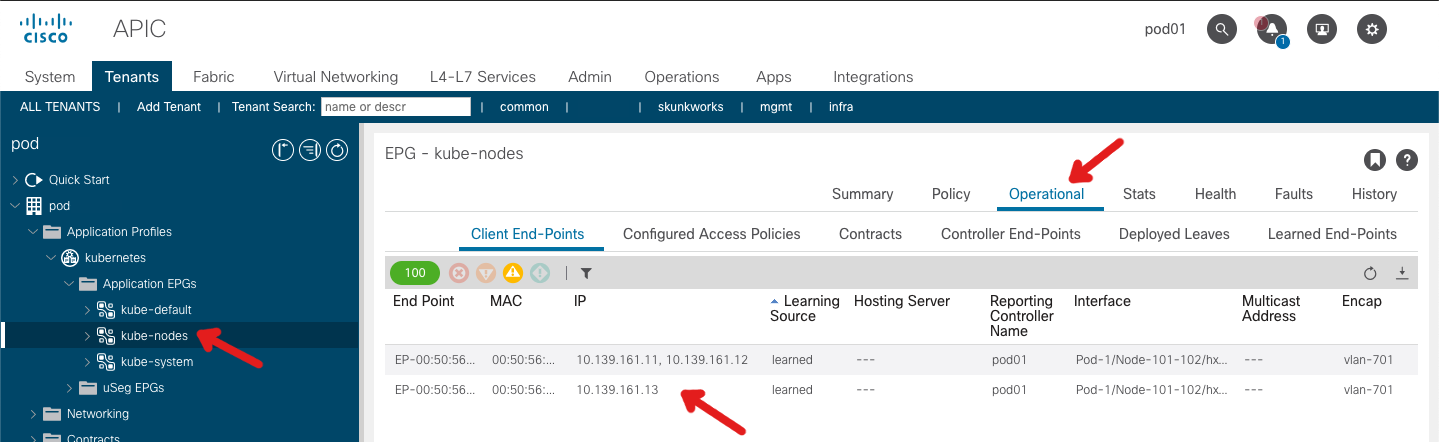 CISCO
APIC
pod01
1
System Tenants Fabric Virtual Networking L4-L7 Services Admin Operations Apps Integrations
ALL TENANTS | Add Tenant | Tenant Search: name or descr | common | | skunkworks | mgmt | infra
pod
Quick Start
pod
Application Profiles
kubernetes
Application EPGs
kube-default
kube-nodes
kube-system
uSeg EPGs
Networking
Contracts
EPG - kube-nodes
?
Summary Policy Operational Stats Health Faults History
Client End-Points Configured Access Policies Contracts Controller End-Points Deployed Leaves Learned End-Points
100
End Point MAC IP Learning Source Hosting Server Reporting Controller Name Interface Multicast Address Encap
EP-00:50:56... 00:50:56:... 10.139.161.11, 10.139.161.12 learned --- pod01 Pod-1/Node-101-102/hx... --- vlan-701
EP-00:50:56... 00:50:56:... 10.139.161.13 learned --- pod01 Pod-1/Node-101-102/hx... --- vlan-701